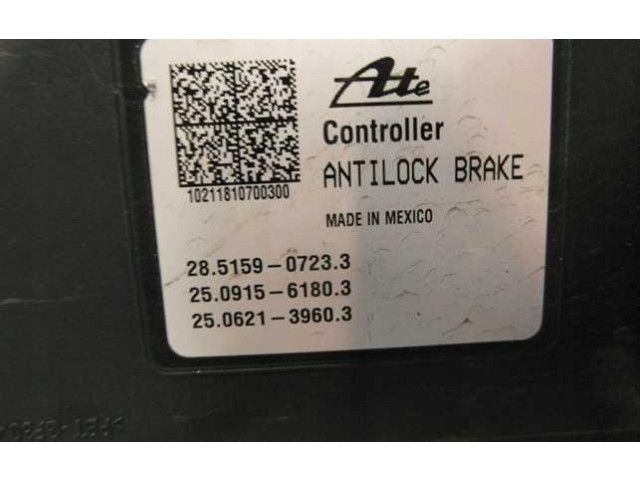 Ate
10211810700300
Controller
ANTILOCK BRAKE
MADE IN MEXICO
28.5159-0723.3
25.0915-6180.3
25.0621-3960.3